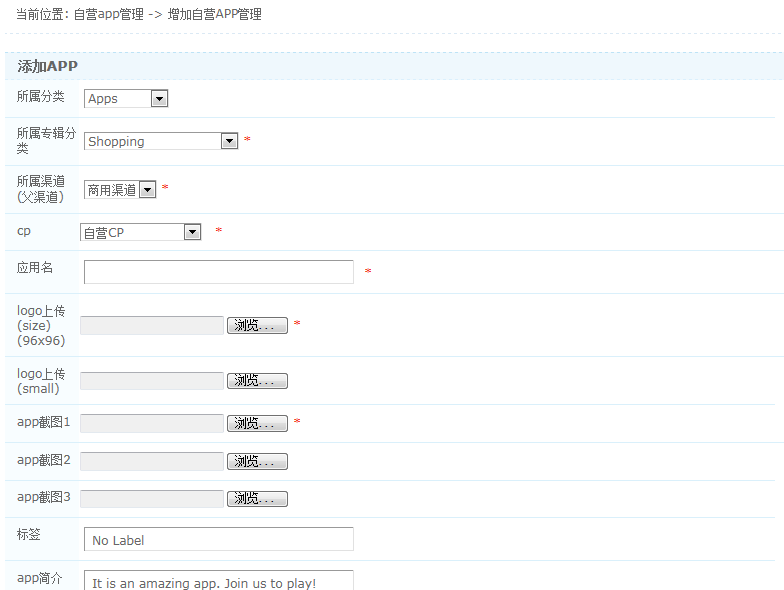 当前位置: 自营app管理 -> 增加自营APP管理
添加APP
所属分类 Apps
所属专辑分类 Shopping *
所属渠道(父渠道) 商用渠道 *
cp 自营CP *
应用名 *
logo上传(size)(96x96) 浏览... *
logo上传(small) 浏览...
app截图1 浏览... *
app截图2 浏览...
app截图3 浏览...
标签 No Label
app简介 It is an amazing app. Join us to play!